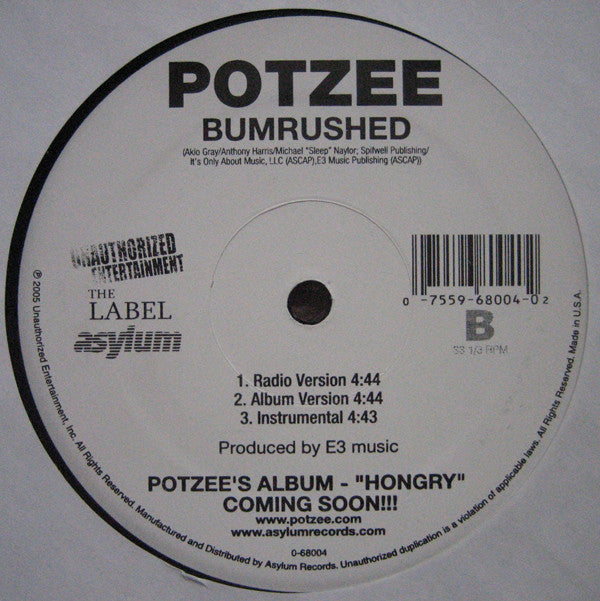 POTZEE
BUMRUSHED
(Akio Gray/Anthony Harris/Michael "Sleep" Naylor, Spifwell Publishing/
It's Only About Music, LLC (ASCAP),E3 Music Publishing (ASCAP))
UNAUTHORIZED
ENTERTAINMENT
THE
LABEL
asylum
0 -7559-68004-0 2
B
33 1/3 RPM
1. Radio Version 4:44
2. Album Version 4:44
3. Instrumental 4:43
Produced by E3 music
POTZEE'S ALBUM - "HONGRY"
COMING SOON!!!
www.potzee.com
www.asylumrecords.com
0-68004
℗ 2005 Unauthorized Entertainment, Inc. All Rights Reserved. Manufactured and Distributed by Asylum Records. Unauthorized duplication is a violation of applicable laws. All Rights Reserved. Made in U.S.A.